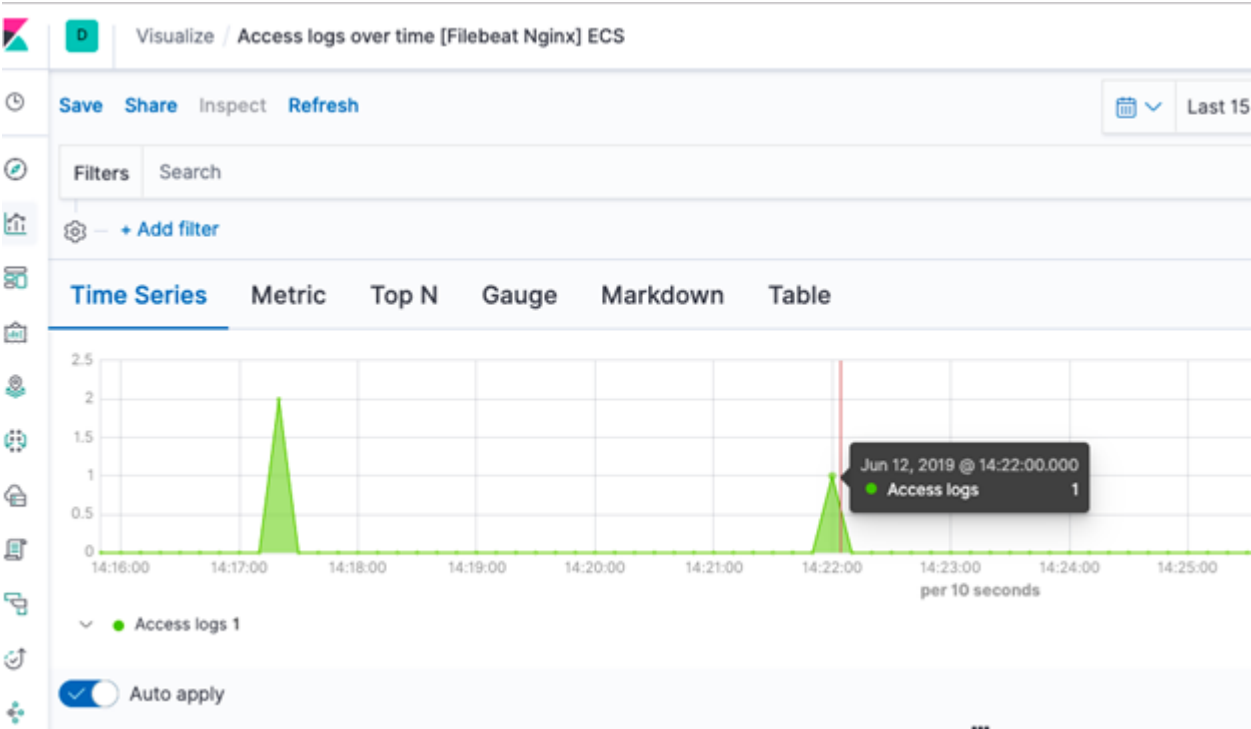 D Visualize / Access logs over time [Filebeat Nginx] ECS
Save Share Inspect Refresh Last 15
Filters Search
+ Add filter
Time Series Metric Top N Gauge Markdown Table
2.5
2
1.5
1
0.5
0
Jun 12, 2019 @ 14:22:00.000
Access logs 1
14:16:00 14:17:00 14:18:00 14:19:00 14:20:00 14:21:00 14:22:00 14:23:00 14:24:00 14:25:00
per 10 seconds
Access logs 1
Auto apply